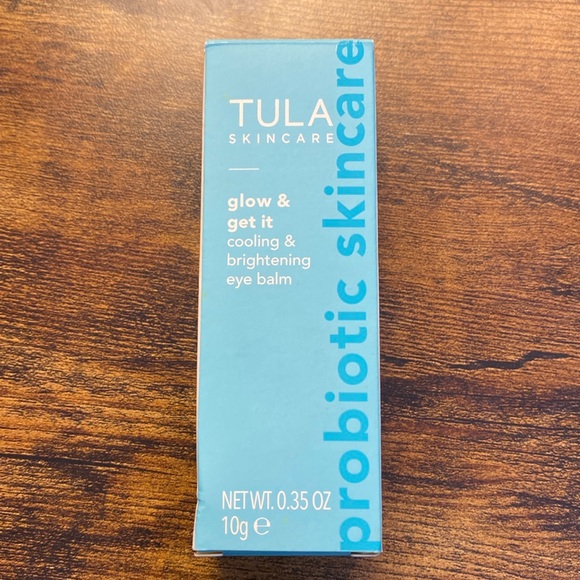 TULA
SKINCARE
glow &
get it
cooling &
brightening
eye balm
NET WT. 0.35 OZ
10g ℮
probiotic skincare